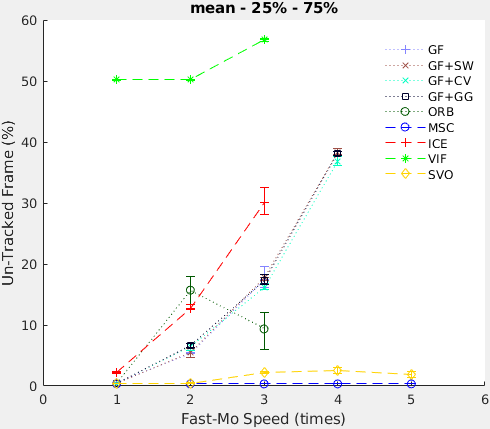 mean - 25% - 75%
Un-Tracked Frame (%)
60
50
40
30
20
10
0
0 1 2 3 4 5 6
Fast-Mo Speed (times)
GF
GF+SW
GF+CV
GF+GG
ORB
MSC
ICE
VIF
SVO